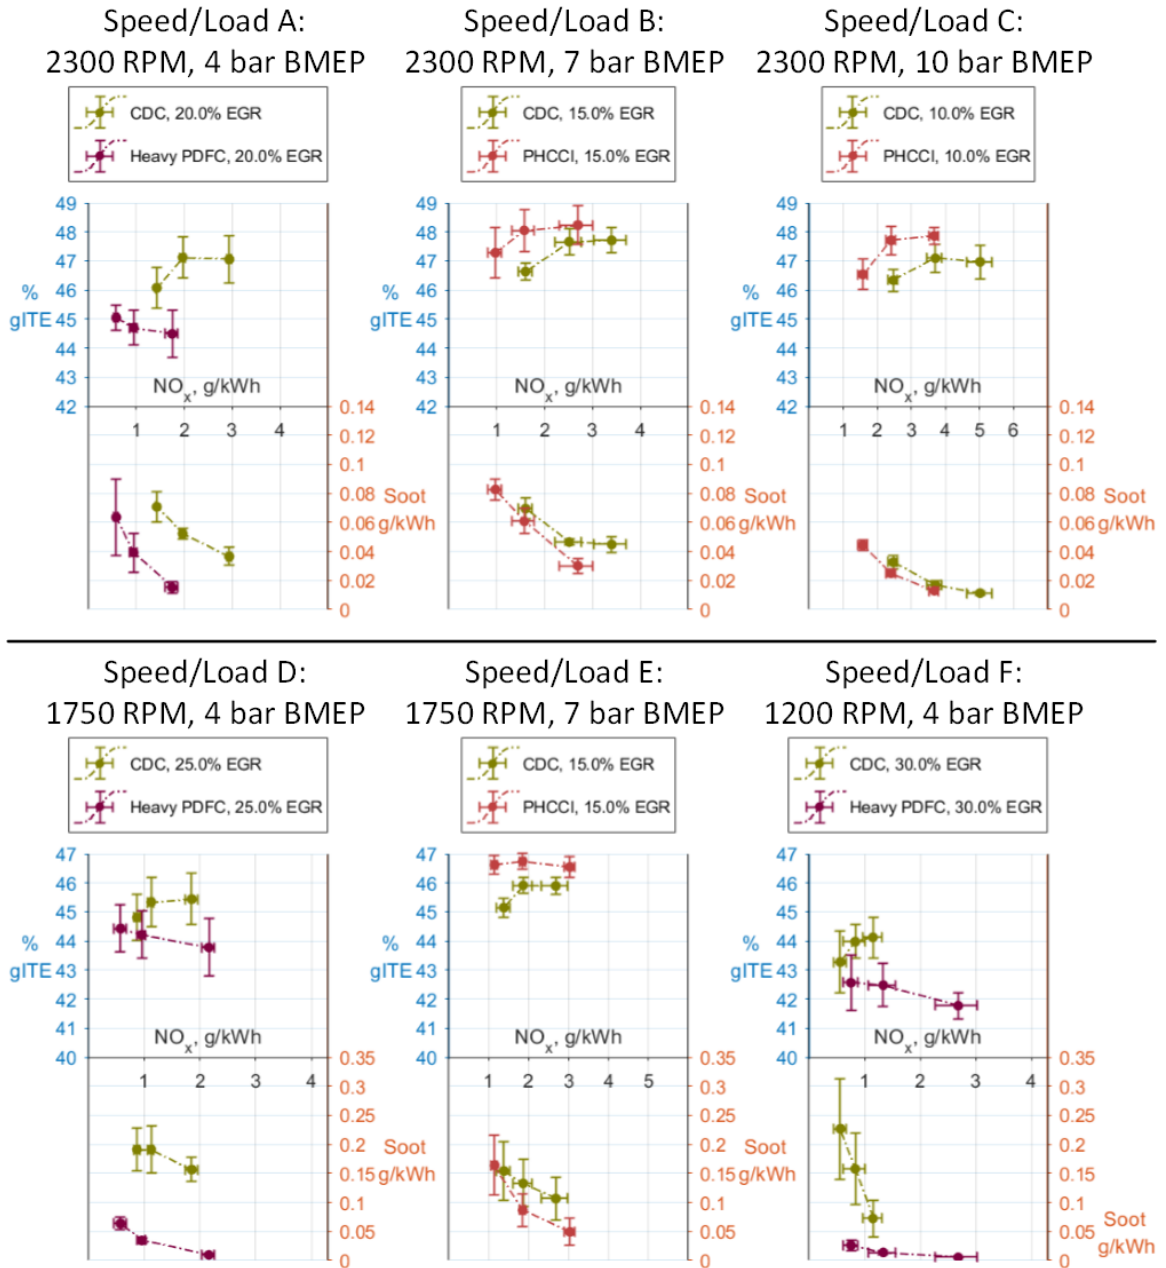 Speed/Load A:
2300 RPM, 4 bar BMEP
CDC, 20.0% EGR
Heavy PDFC, 20.0% EGR
49
48
47
46
45
44
43
42
%
gITE
NOx, g/kWh
1 2 3 4
0.14
0.12
0.1
0.08
0.06
0.04
0.02
0
Soot
g/kWh
Speed/Load B:
2300 RPM, 7 bar BMEP
CDC, 15.0% EGR
PHCCI, 15.0% EGR
49
48
47
46
45
44
43
42
%
gITE
NOx, g/kWh
1 2 3 4
0.14
0.12
0.1
0.08
0.06
0.04
0.02
0
Soot
g/kWh
Speed/Load C:
2300 RPM, 10 bar BMEP
CDC, 10.0% EGR
PHCCI, 10.0% EGR
49
48
47
46
45
44
43
42
%
gITE
NOx, g/kWh
1 2 3 4 5 6
0.14
0.12
0.1
0.08
0.06
0.04
0.02
0
Soot
g/kWh
Speed/Load D:
1750 RPM, 4 bar BMEP
CDC, 25.0% EGR
Heavy PDFC, 25.0% EGR
47
46
45
44
43
42
41
40
%
gITE
NOx, g/kWh
1 2 3 4
0.35
0.3
0.25
0.2
0.15
0.1
0.05
0
Soot
g/kWh
Speed/Load E:
1750 RPM, 7 bar BMEP
CDC, 15.0% EGR
PHCCI, 15.0% EGR
47
46
45
44
43
42
41
40
%
gITE
NOx, g/kWh
1 2 3 4 5
0.35
0.3
0.25
0.2
0.15
0.1
0.05
0
Soot
g/kWh
Speed/Load F:
1200 RPM, 4 bar BMEP
CDC, 30.0% EGR
Heavy PDFC, 30.0% EGR
47
46
45
44
43
42
41
40
%
gITE
NOx, g/kWh
1 2 3 4
0.35
0.3
0.25
0.2
0.15
0.1
0.05
0
Soot
g/kWh